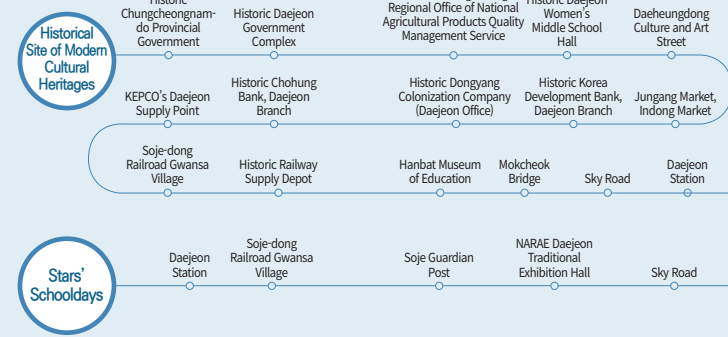 Historical
Site of Modern
Cultural
Heritages
Historic
Chungcheongnam-
do Provincial
Government
Historic Daejeon
Government
Complex
Regional Office of National
Agricultural Products Quality
Management Service
Historic Daejeon
Women's
Middle School
Hall
Daeheungdong
Culture and Art
Street
KEPCO's Daejeon
Supply Point
Historic Chohung
Bank, Daejeon
Branch
Historic Dongyang
Colonization Company
(Daejeon Office)
Historic Korea
Development Bank,
Daejeon Branch
Jungang Market,
Indong Market
Soje-dong
Railroad Gwansa
Village
Historic Railway
Supply Depot
Hanbat Museum
of Education
Mokcheok
Bridge
Sky Road
Daejeon
Station
Stars'
Schooldays
Daejeon
Station
Soje-dong
Railroad Gwansa
Village
Soje Guardian
Post
NARAE Daejeon
Traditional
Exhibition Hall
Sky Road